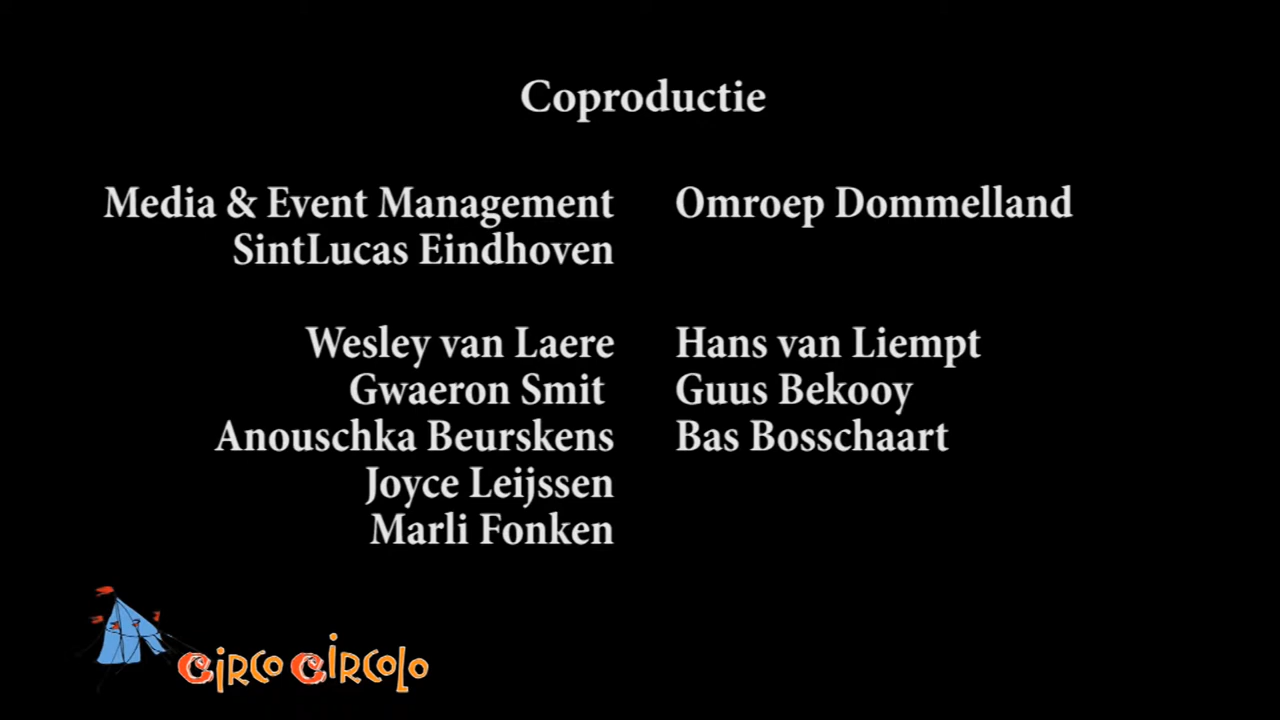 Coproductie
Media & Event Management
SintLucas Eindhoven
Omroep Dommelland
Wesley van Laere
Gwaeron Smit
Anouschka Beurskens
Joyce Leijssen
Marli Fonken
Hans van Liempt
Guus Bekooy
Bas Bosschaart
CiRCO CiRCOLO